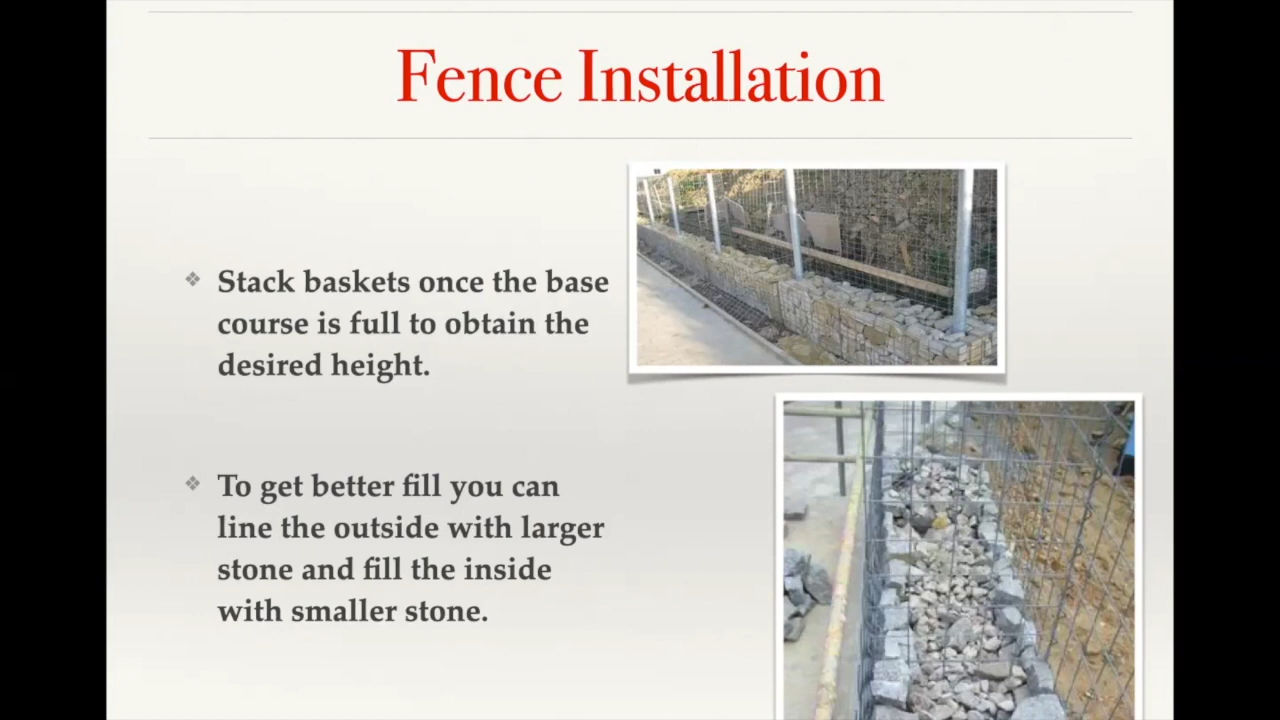 Fence Installation
Stack baskets once the base
course is full to obtain the
desired height.
To get better fill you can
line the outside with larger
stone and fill the inside
with smaller stone.